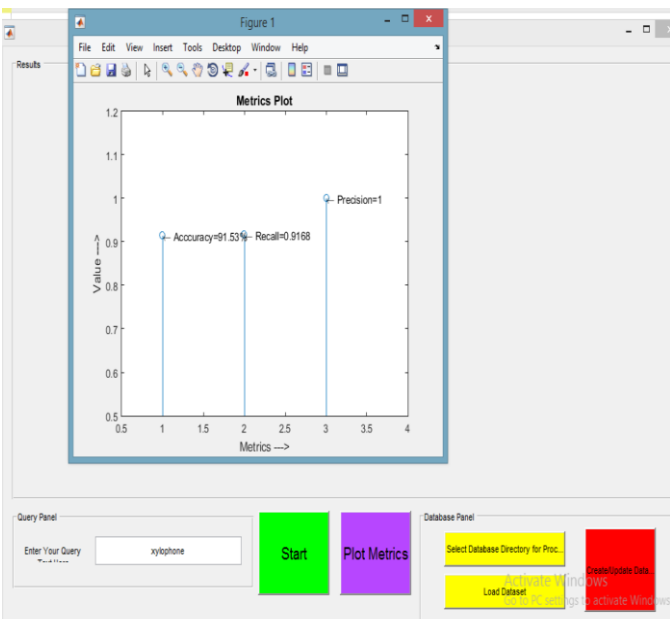 Figure 1
File Edit View Insert Tools Desktop Window Help
Results
Metrics Plot
1.2
1.1
1
0.9
0.8
0.7
0.6
0.5
Value --->
Acccuracy=91.53%
Recall=0.9168
Precision=1
0.5 1 1.5 2 2.5 3 3.5 4
Metrics --->
Query Panel
Enter Your Query
Text Here
xylophone
Start
Plot Metrics
Database Panel
Select Database Directory for Proc...
Load Dataset
Create/Update Data...
Activate Windows
Go to PC settings to activate Windows